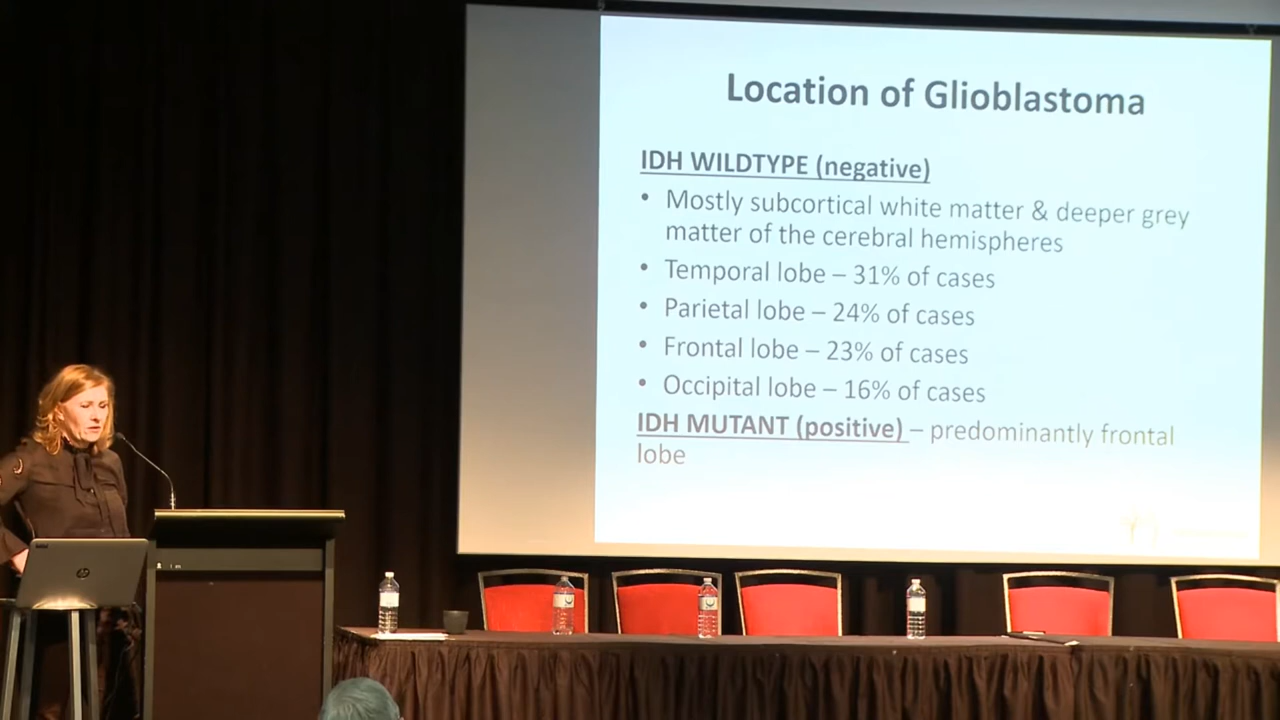 Location of Glioblastoma
IDH WILDTYPE (negative)
• Mostly subcortical white matter & deeper grey
matter of the cerebral hemispheres
• Temporal lobe – 31% of cases
• Parietal lobe – 24% of cases
• Frontal lobe – 23% of cases
• Occipital lobe – 16% of cases
IDH MUTANT (positive) – predominantly frontal
lobe
hp